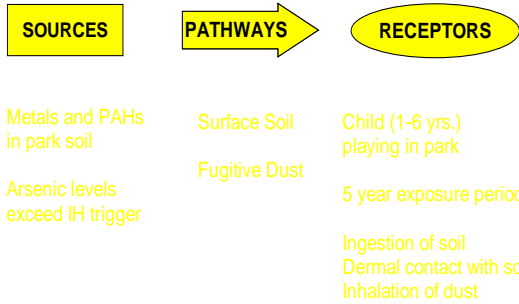 SOURCES
PATHWAYS
RECEPTORS
Metals and PAHs
in park soil
Arsenic levels
exceed IH trigger
Surface Soil
Fugitive Dust
Child (1-6 yrs.)
playing in park
5 year exposure period
Ingestion of soil
Dermal contact with so
Inhalation of dust